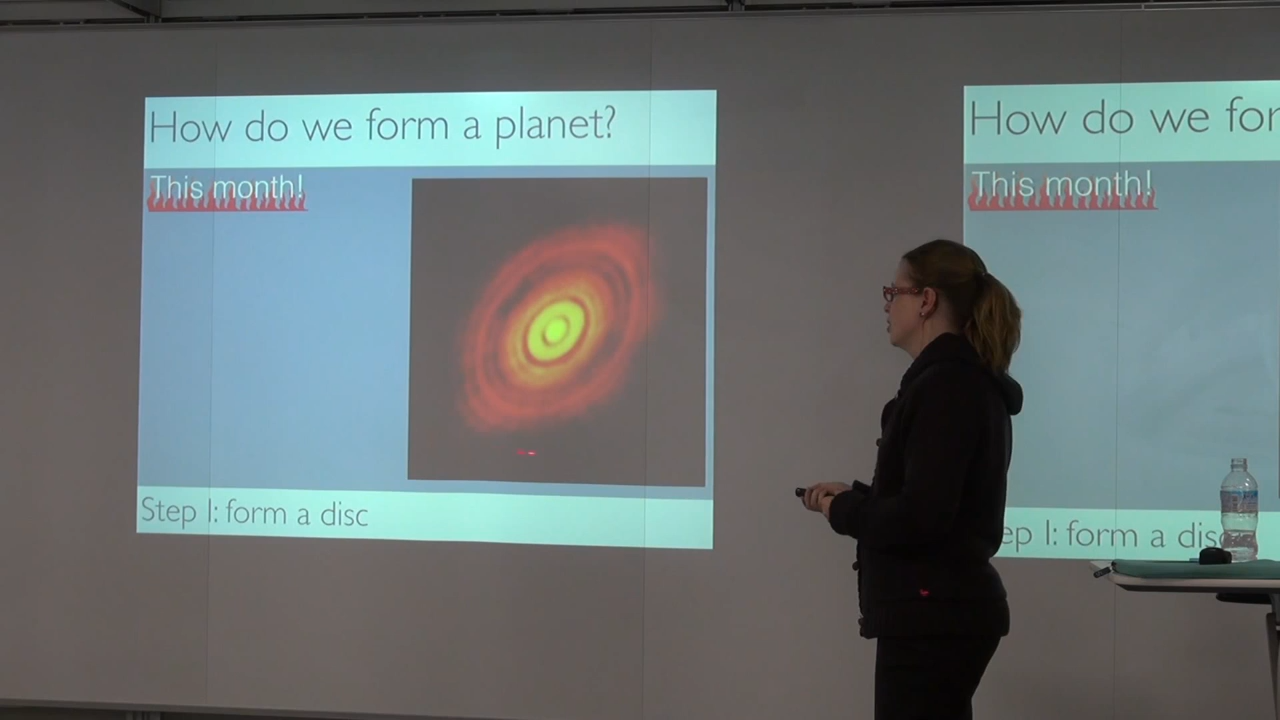 How do we form a planet?
This month!
Step 1: form a disc
How do we for
This month!
ep 1: form a disc